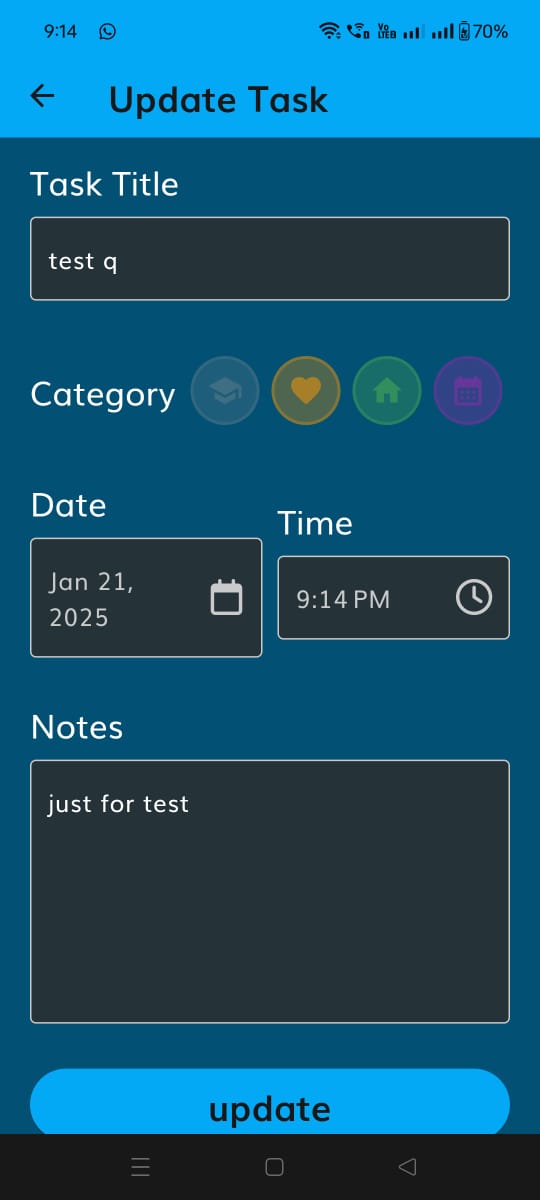 9:14
Vo LTE2 70%
Update Task
Task Title
test q
Category
Date
Time
Jan 21,
2025
9:14 PM
Notes
just for test
update